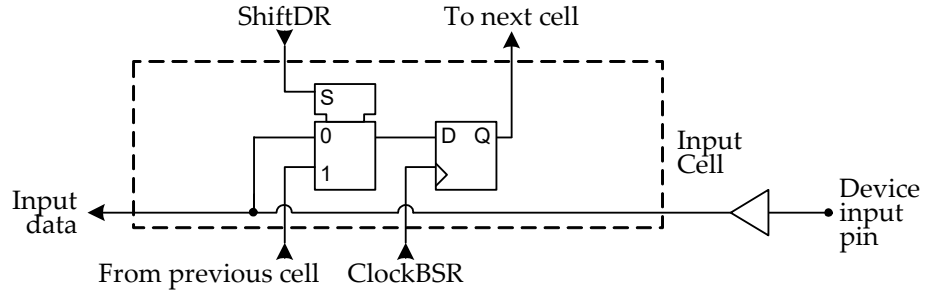 ShiftDR
To next cell
S
0
D Q
1
Input
Cell
Input
data
Device
input
pin
From previous cell
ClockBSR